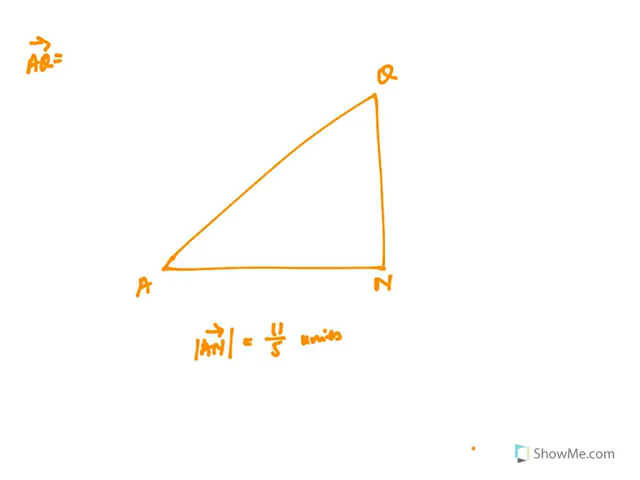 AQ=
Q
A
N
|AN| = 11/5 units
ShowMe.com